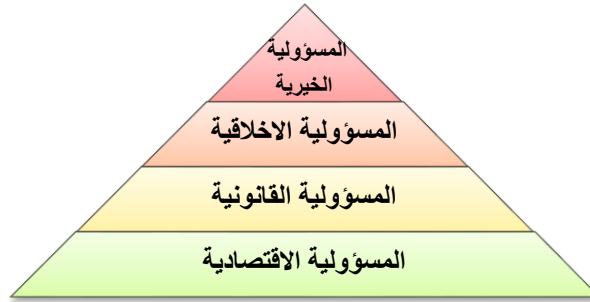 المسؤولية
الخيرية
المسؤولية الاخلاقية
المسؤولية القانونية
المسؤولية الاقتصادية